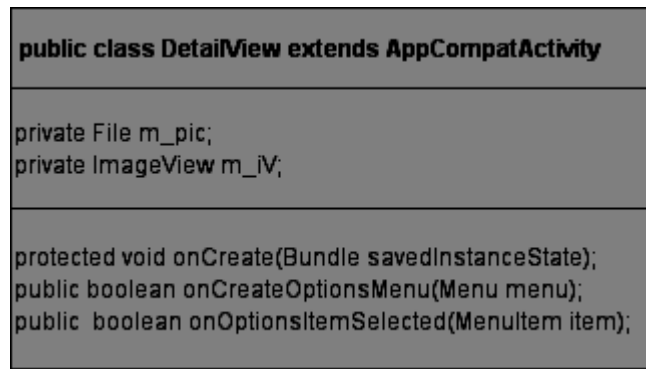 public class DetailView extends AppCompatActivity
private File m_pic;
private ImageView m_iV;
protected void onCreate(Bundle savedInstanceState);
public boolean onCreateOptionsMenu(Menu menu);
public  boolean onOptionsItemSelected(MenuItem item);